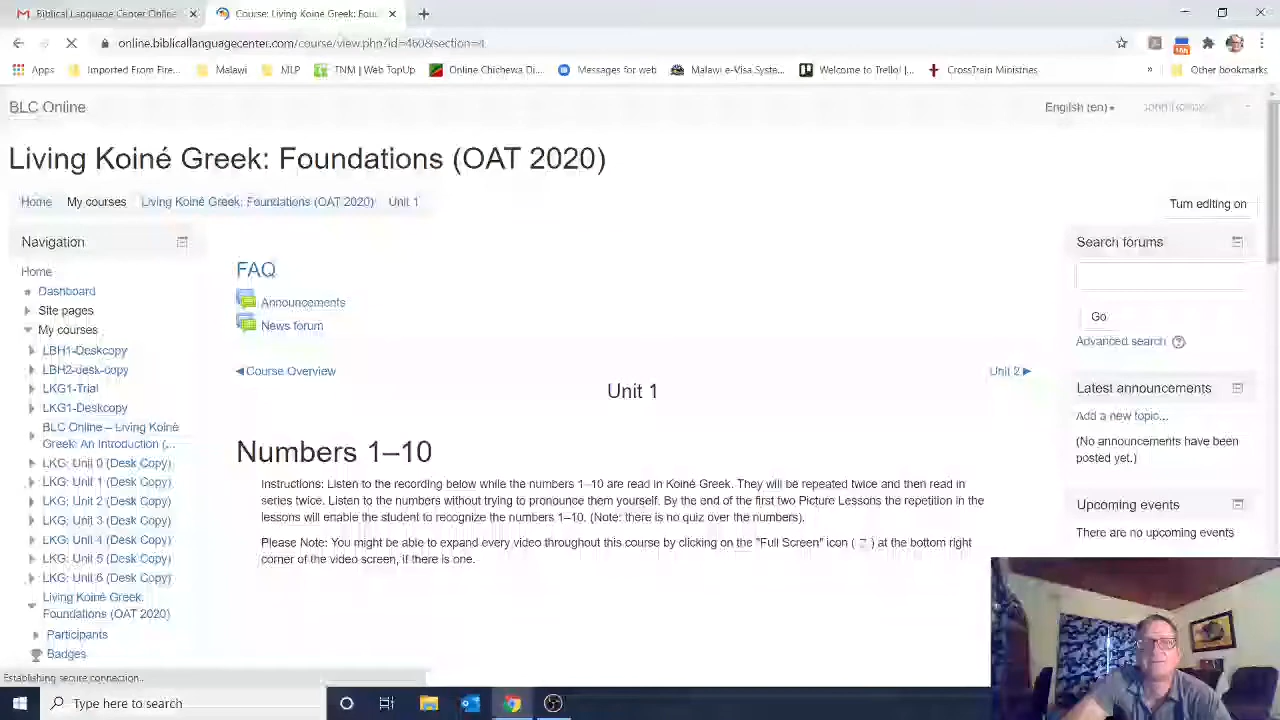 Biblical Language Center Online
Course: Living Koiné Greek: Fou
online.biblicallanguagecenter.com/course/view.php?id=460&section=1
Apps
Imported From Fire...
Malawi
MLP
TNM | Web TopUp
Online Chichewa Di...
Messages for web
Malawi e-Visa Syste...
Welcome to Trello! |...
CrossTrain Ministries
»
Other bookmarks
BLC Online
English (en)
Living Koiné Greek: Foundations (OAT 2020)
Home
My courses
Living Koiné Greek: Foundations (OAT 2020)
Unit 1
Turn editing on
Navigation
Home
Dashboard
Site pages
My courses
LBH1-Deskcopy
LBH2-desk-copy
LKG1-Trial
LKG1-Deskcopy
BLC Online – Living Koiné
Greek: An Introduction (...
LKG: Unit 0 (Desk Copy)
LKG: Unit 1 (Desk Copy)
LKG: Unit 2 (Desk Copy)
LKG: Unit 3 (Desk Copy)
LKG: Unit 4 (Desk Copy)
LKG: Unit 5 (Desk Copy)
LKG: Unit 6 (Desk Copy)
Living Koiné Greek:
Foundations (OAT 2020)
Participants
Badges
FAQ
Announcements
News forum
◀ Course Overview
Unit 2 ▶
Unit 1
Numbers 1–10
Instructions: Listen to the recording below while the numbers 1–10 are read in Koiné Greek. They will be repeated twice and then read in
series twice. Listen to the numbers without trying to pronounce them yourself. By the end of the first two Picture Lessons the repetition in the
lessons will enable the student to recognize the numbers 1–10. (Note: there is no quiz over the numbers).
Please Note: You might be able to expand every video throughout this course by clicking on the "Full Screen" icon ( ) at the bottom right
corner of the video screen, if there is one.
Search forums
Go
Advanced search
Latest announcements
Add a new topic...
(No announcements have been
posted yet.)
Upcoming events
There are no upcoming events
Establishing secure connection...
Type here to search